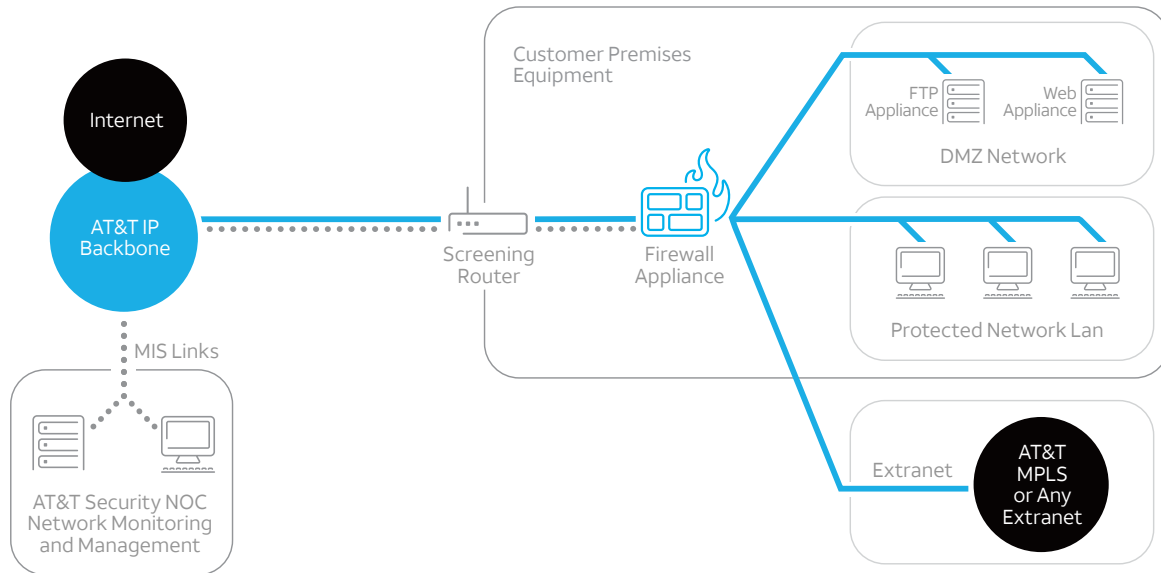 Internet
AT&T IP
Backbone
MIS Links
AT&T Security NOC
Network Monitoring
and Management
Screening
Router
Customer Premises
Equipment
Firewall
Appliance
FTP
Appliance
Web
Appliance
DMZ Network
Protected Network Lan
Extranet
AT&T
MPLS
or Any
Extranet